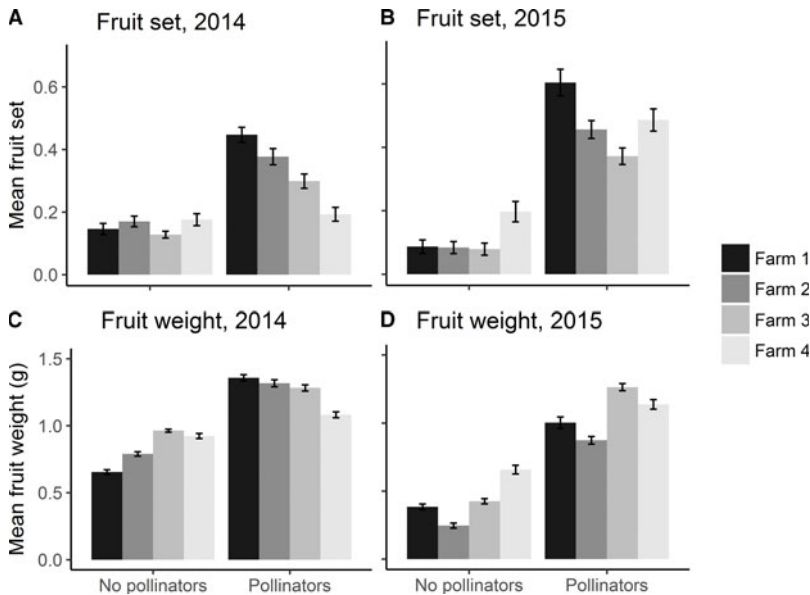 A Fruit set, 2014
B Fruit set, 2015
Mean fruit set
0.6
0.4
0.2
0.0
Farm 1
Farm 2
Farm 3
Farm 4
C Fruit weight, 2014
D Fruit weight, 2015
Mean fruit weight (g)
1.5
1.0
0.5
0.0
No pollinators Pollinators
No pollinators Pollinators